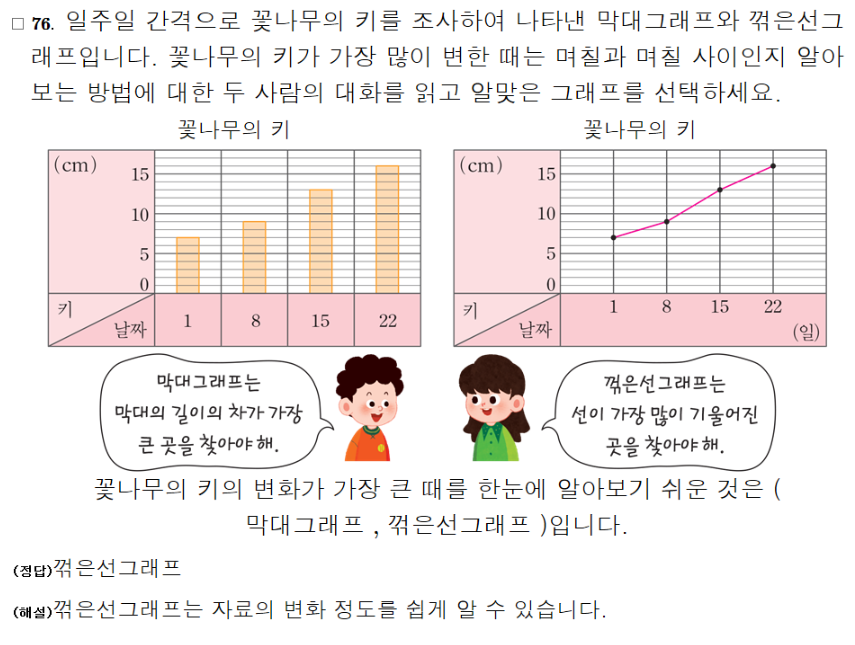 □ 76. 일주일 간격으로 꽃나무의 키를 조사하여 나타낸 막대그래프와 꺾은선그
래프입니다. 꽃나무의 키가 가장 많이 변한 때는 며칠과 며칠 사이인지 알아
보는 방법에 대한 두 사람의 대화를 읽고 알맞은 그래프를 선택하세요.
꽃나무의 키
(cm)
15
10
5
0
키
날짜
1 8 15 22
꽃나무의 키
(cm)
15
10
5
0
키
날짜
1 8 15 22
(일)
막대그래프는
막대의 길이의 차가 가장
큰 곳을 찾아야 해.
꺾은선그래프는
선이 가장 많이 기울어진
곳을 찾아야 해.
꽃나무의 키의 변화가 가장 큰 때를 한눈에 알아보기 쉬운 것은 (
막대그래프 , 꺾은선그래프 )입니다.
(정답)꺾은선그래프
(해설)꺾은선그래프는 자료의 변화 정도를 쉽게 알 수 있습니다.